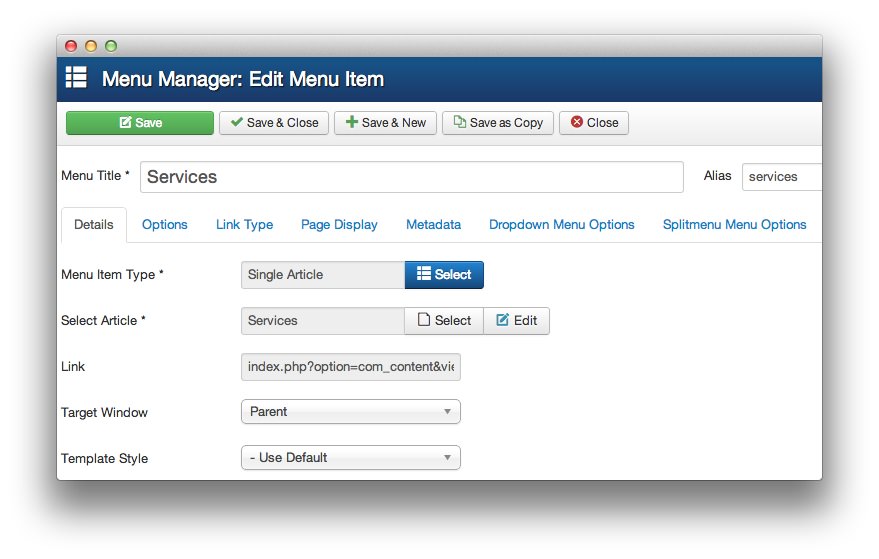 Menu Manager: Edit Menu Item
Save Save & Close Save & New Save as Copy Close
Menu Title * Services Alias services
Details Options Link Type Page Display Metadata Dropdown Menu Options Splitmenu Menu Options
Menu Item Type * Single Article Select
Select Article * Services Select Edit
Link index.php?option=com_content&vie
Target Window Parent
Template Style - Use Default